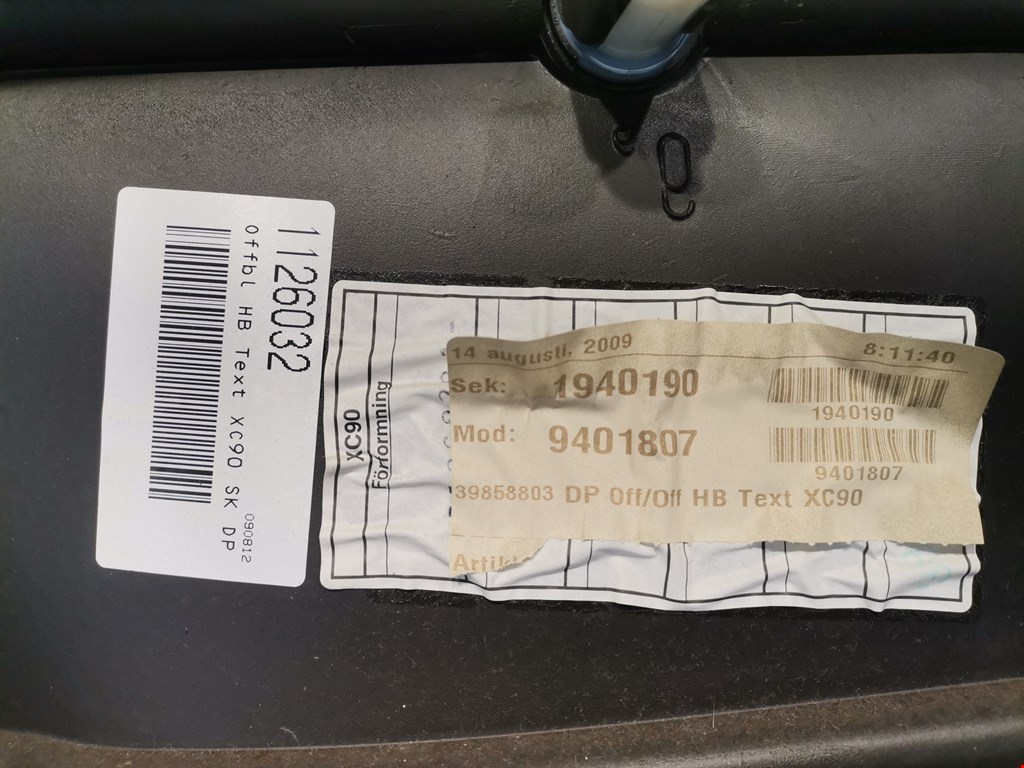 1126032
Offbl HB Text XC90 SK DP
090812
XC90
Förformning
14 augusti, 2009 8:11:40
Sek: 1940190
1940190
Mod: 9401807
9401807
39858803 DP Off/Off HB Text XC90